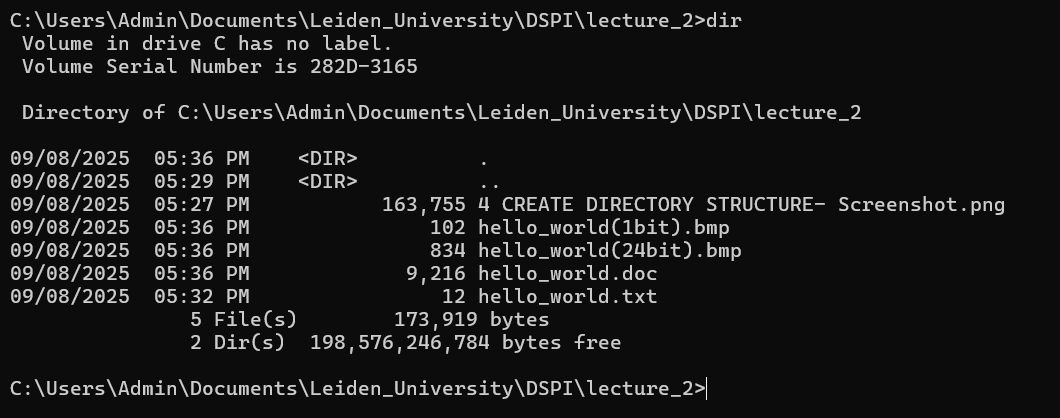 C:\Users\Admin\Documents\Leiden_University\DSPI\lecture_2>dir
 Volume in drive C has no label.
 Volume Serial Number is 282D-3165

 Directory of C:\Users\Admin\Documents\Leiden_University\DSPI\lecture_2

09/08/2025  05:36 PM    <DIR>          .
09/08/2025  05:29 PM    <DIR>          ..
09/08/2025  05:27 PM           163,755 4 CREATE DIRECTORY STRUCTURE- Screenshot.png
09/08/2025  05:36 PM               102 hello_world(1bit).bmp
09/08/2025  05:36 PM               834 hello_world(24bit).bmp
09/08/2025  05:36 PM             9,216 hello_world.doc
09/08/2025  05:32 PM                12 hello_world.txt
               5 File(s)        173,919 bytes
               2 Dir(s)  198,576,246,784 bytes free

C:\Users\Admin\Documents\Leiden_University\DSPI\lecture_2>